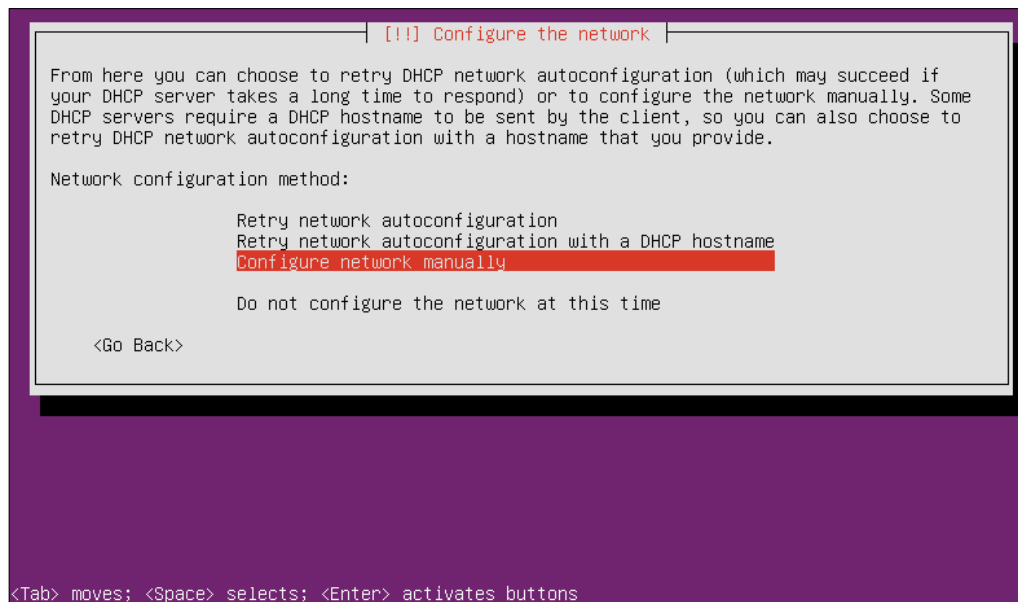 [!!] Configure the network
From here you can choose to retry DHCP network autoconfiguration (which may succeed if
your DHCP server takes a long time to respond) or to configure the network manually. Some
DHCP servers require a DHCP hostname to be sent by the client, so you can also choose to
retry DHCP network autoconfiguration with a hostname that you provide.
Network configuration method:
Retry network autoconfiguration
Retry network autoconfiguration with a DHCP hostname
Configure network manually
Do not configure the network at this time
<Go Back>
<Tab> moves; <Space> selects; <Enter> activates buttons